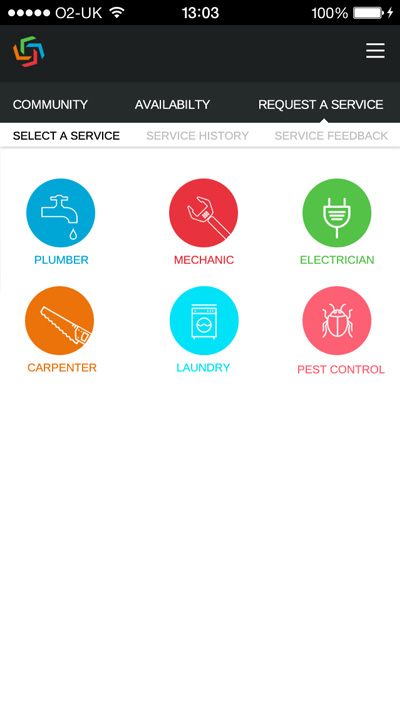 O2-UK 13:03 100%
COMMUNITY AVAILABILTY REQUEST A SERVICE
SELECT A SERVICE SERVICE HISTORY SERVICE FEEDBACK
PLUMBER MECHANIC ELECTRICIAN
CARPENTER LAUNDRY PEST CONTROL